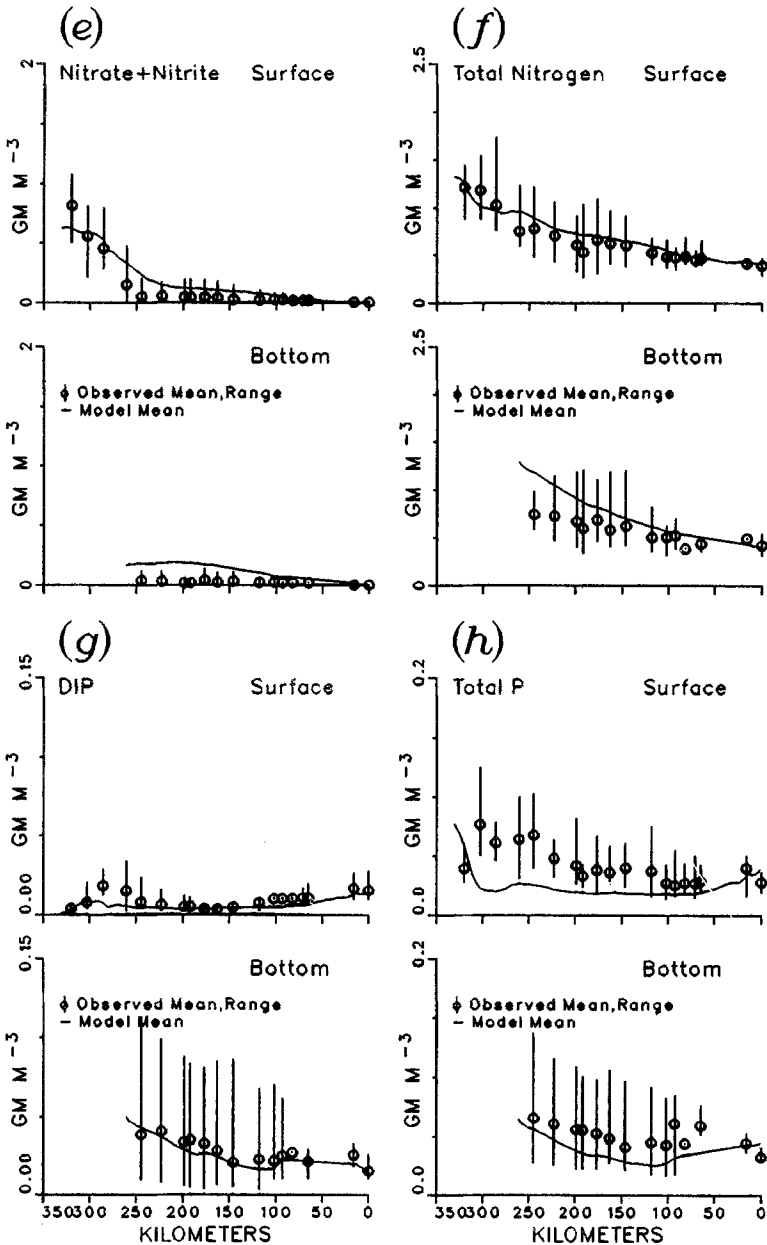 (e)
2
Nitrate+Nitrite Surface
GM M⁻³
0
2
Bottom
Observed Mean,Range
Model Mean
GM M⁻³
0
(f)
2.5
Total Nitrogen Surface
GM M⁻³
0
2.5
Bottom
Observed Mean,Range
Model Mean
GM M⁻³
0
(g)
0.15
DIP Surface
GM M⁻³
0.00
0.15
Bottom
Observed Mean,Range
Model Mean
GM M⁻³
0.00
350 300 250 200 150 100 50 0
KILOMETERS
(h)
0.2
Total P Surface
GM M⁻³
0.0
0.2
Bottom
Observed Mean,Range
Model Mean
GM M⁻³
0.0
350 300 250 200 150 100 50 0
KILOMETERS